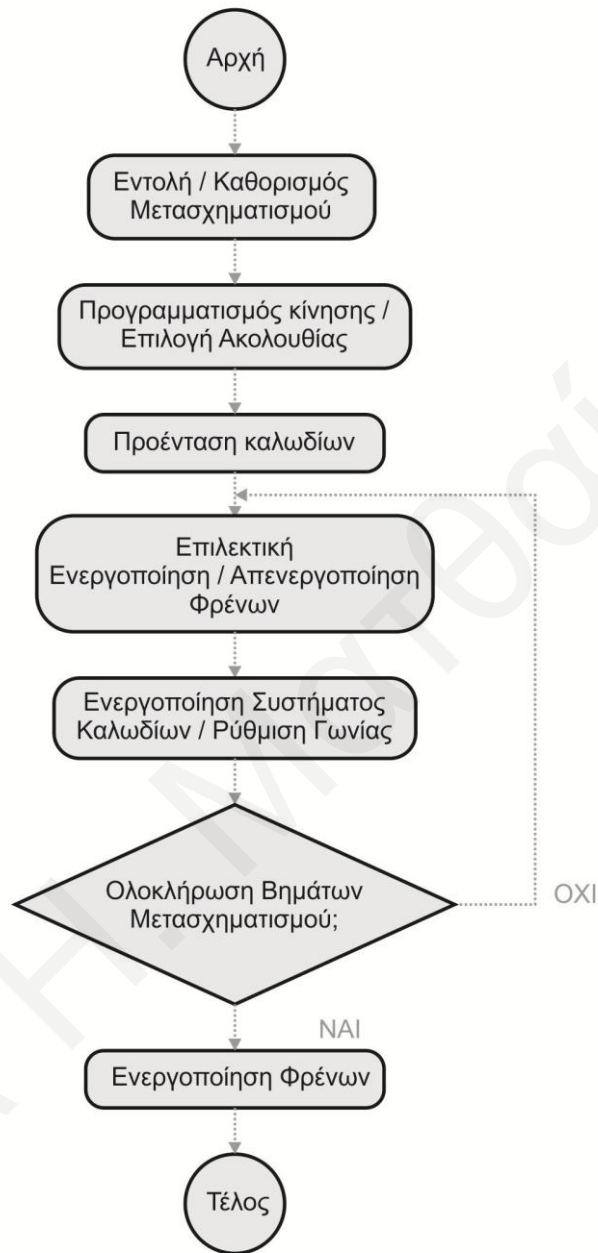 Αρχή
Εντολή / Καθορισμός
Μετασχηματισμού
Προγραμματισμός κίνησης /
Επιλογή Ακολουθίας
Προένταση καλωδίων
Επιλεκτική
Ενεργοποίηση / Απενεργοποίηση
Φρένων
Ενεργοποίηση Συστήματος
Καλωδίων / Ρύθμιση Γωνίας
Ολοκλήρωση Βημάτων
Μετασχηματισμού;
ΟΧΙ
ΝΑΙ
Ενεργοποίηση Φρένων
Τέλος
Η. Ματθαί